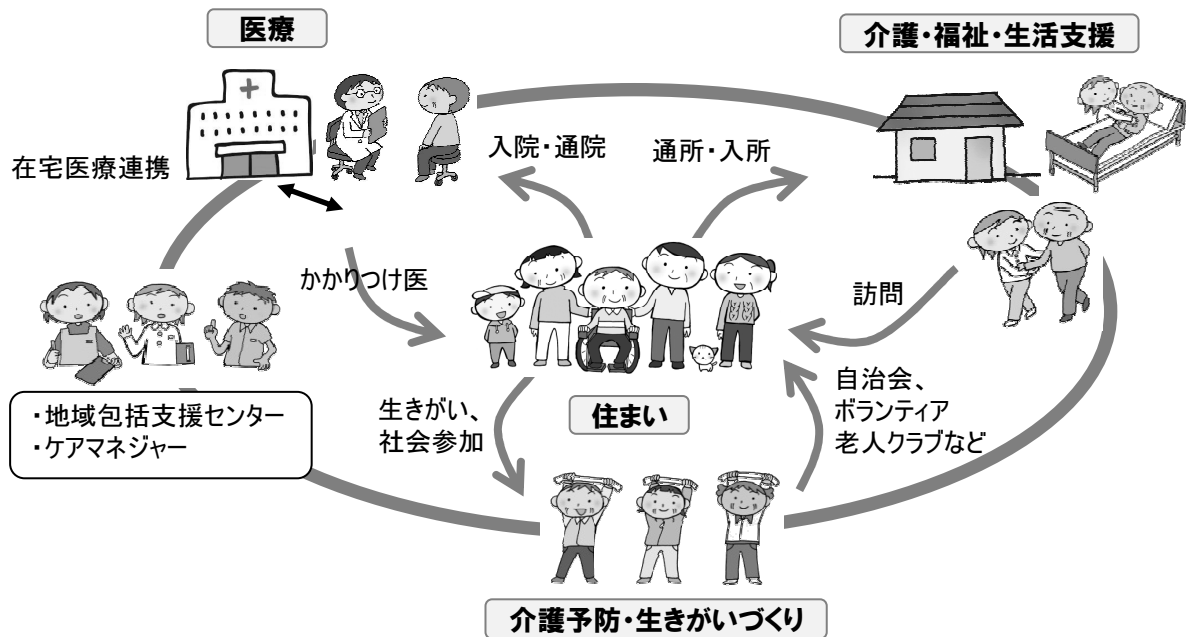 医療
介護・福祉・生活支援
在宅医療連携
入院・通院
通所・入所
かかりつけ医
訪問
・地域包括支援センター
・ケアマネジャー
生きがい、
社会参加
住まい
自治会、
ボランティア
老人クラブなど
介護予防・生きがいづくり